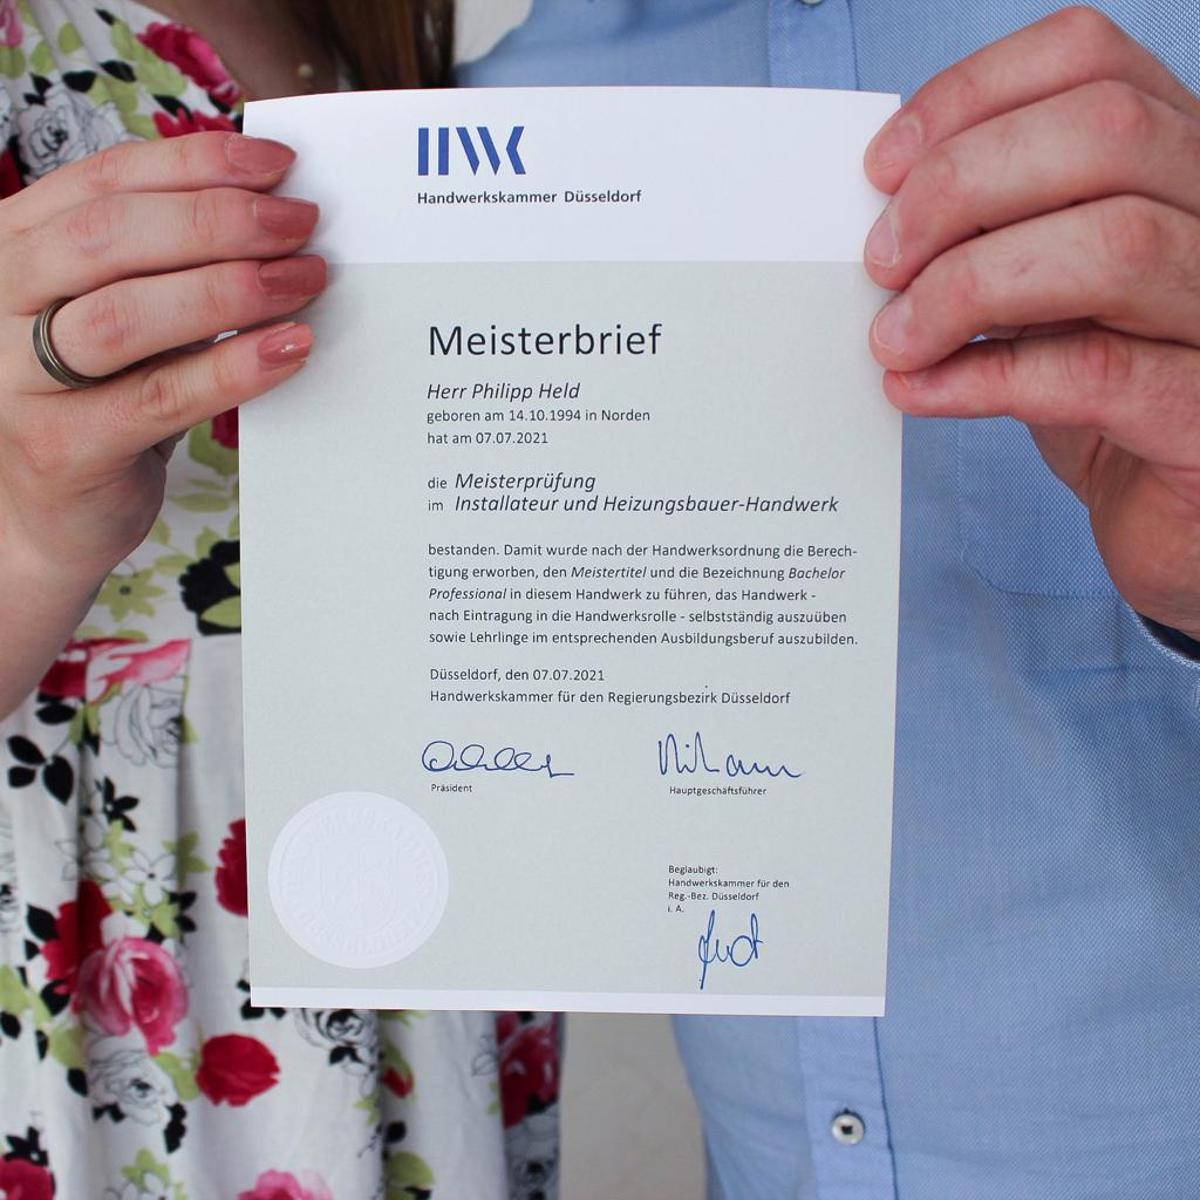 HWK
Handwerkskammer Düsseldorf
Meisterbrief
Herr Philipp Held
geboren am 14.10.1994 in Norden
hat am 07.07.2021
die Meisterprüfung
im Installateur und Heizungsbauer-Handwerk
bestanden. Damit wurde nach der Handwerksordnung die Berech-
tigung erworben, den Meistertitel und die Bezeichnung Bachelor
Professional in diesem Handwerk zu führen, das Handwerk -
nach Eintragung in die Handwerksrolle - selbstständig auszuüben
sowie Lehrlinge im entsprechenden Ausbildungsberuf auszubilden.
Düsseldorf, den 07.07.2021
Handwerkskammer für den Regierungsbezirk Düsseldorf
Präsident
Hauptgeschäftsführer
Beglaubigt:
Handwerkskammer für den
Reg.-Bez. Düsseldorf
i. A.